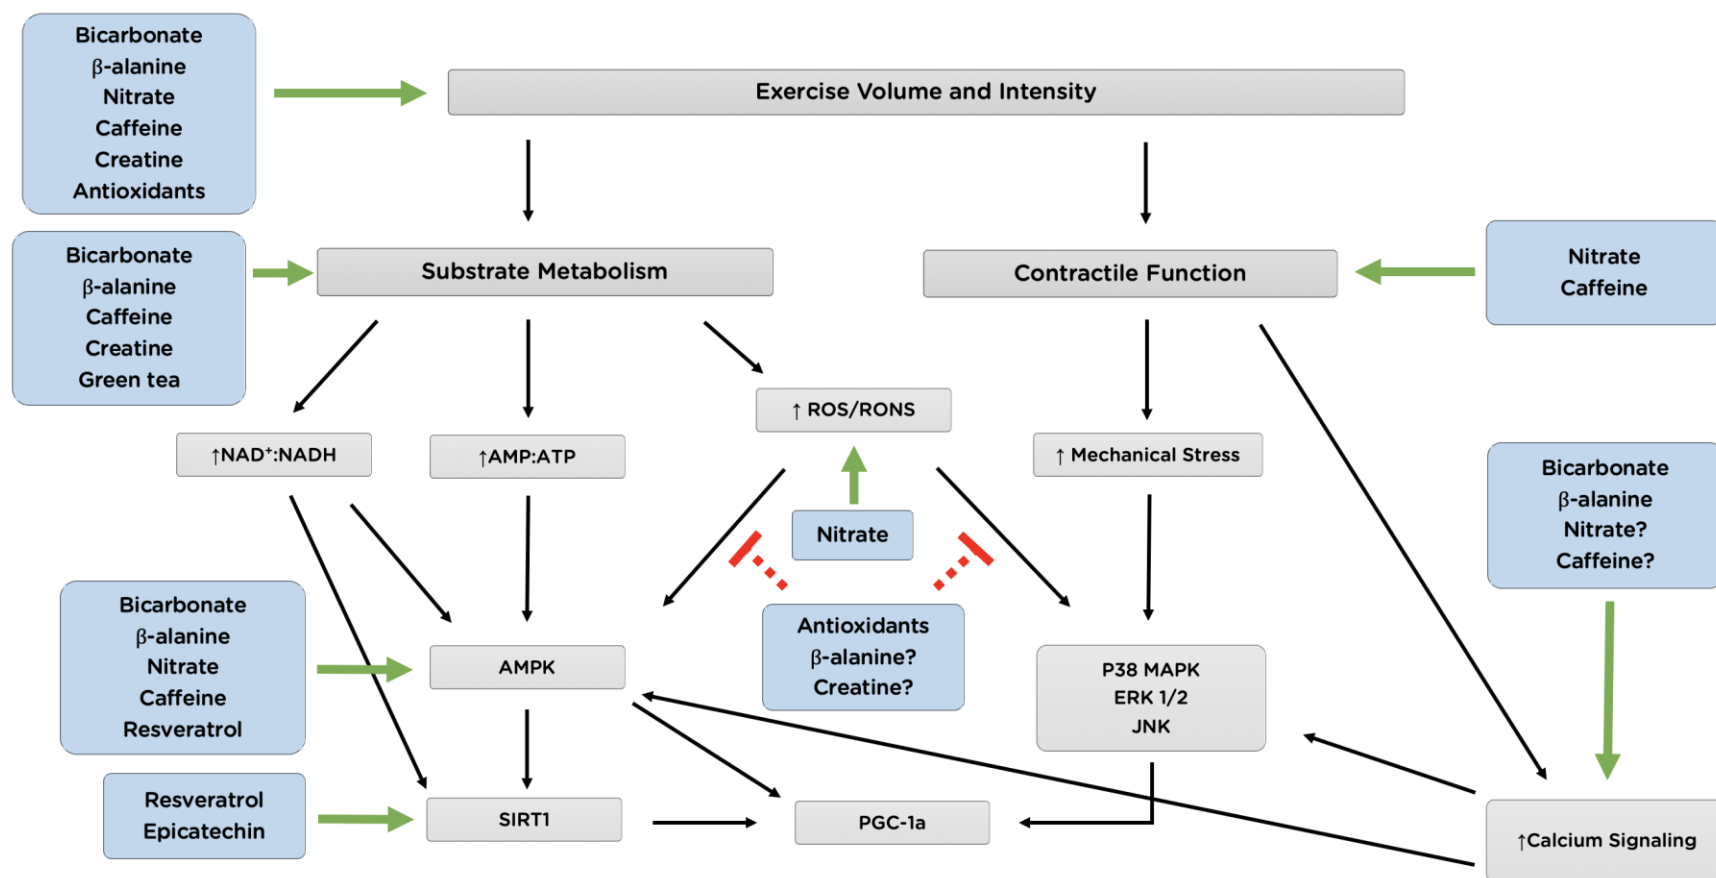 Bicarbonate
β-alanine
Nitrate
Caffeine
Creatine
Antioxidants
Exercise Volume and Intensity
Bicarbonate
β-alanine
Caffeine
Creatine
Green tea
Substrate Metabolism
Contractile Function
Nitrate
Caffeine
↑NAD⁺:NADH
↑AMP:ATP
↑ ROS/RONS
↑ Mechanical Stress
Nitrate
Bicarbonate
β-alanine
Nitrate?
Caffeine?
Bicarbonate
β-alanine
Nitrate
Caffeine
Resveratrol
AMPK
Antioxidants
β-alanine?
Creatine?
P38 MAPK
ERK 1/2
JNK
Resveratrol
Epicatechin
SIRT1
PGC-1a
↑Calcium Signaling